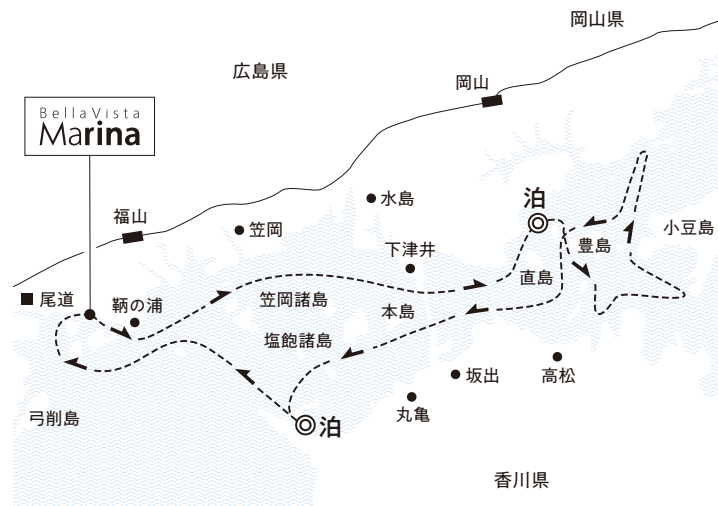 岡山県
広島県
岡山
BellaVista
Marina
水島
泊
福山
笠岡
小豆島
豊島
下津井
直島
尾道
鞆の浦
笠岡諸島
本島
塩飽諸島
高松
坂出
丸亀
弓削島
泊
香川県